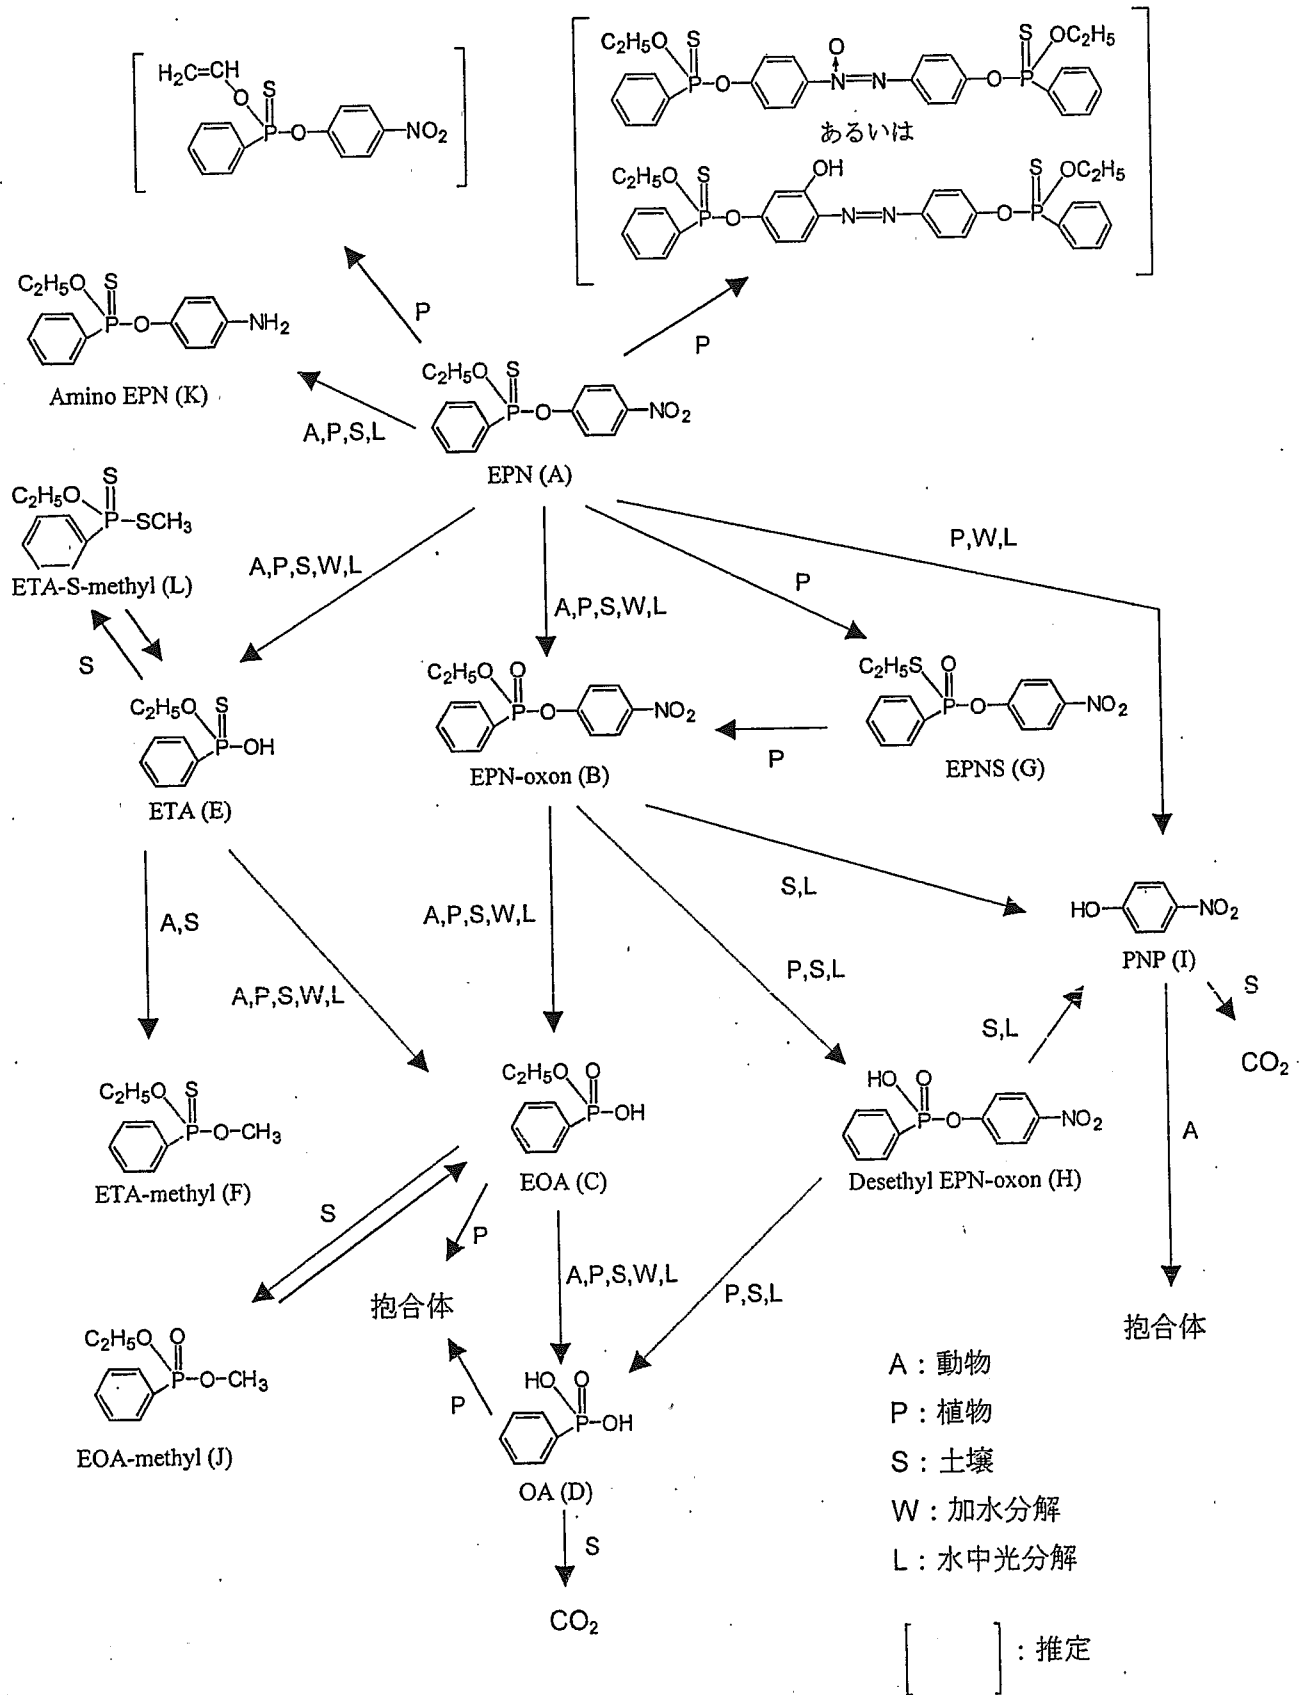 H₂C=CH
O
S
P
O
NO₂
C₂H₅O
S
P
O
O
N
N
O
S
P
OC₂H₅
あるいは
C₂H₅O
S
P
O
OH
N
N
O
S
P
OC₂H₅
P
P
C₂H₅O
S
P
O
NH₂
Amino EPN (K)
A,P,S,L
C₂H₅O
S
P
O
NO₂
EPN (A)
C₂H₅O
S
P
SCH₃
ETA-S-methyl (L)
A,P,S,W,L
A,P,S,W,L
P
P,W,L
S
C₂H₅O
S
P
OH
ETA (E)
C₂H₅O
O
P
O
NO₂
EPN-oxon (B)
P
C₂H₅S
O
P
O
NO₂
EPNS (G)
A,S
A,P,S,W,L
A,P,S,W,L
S,L
P,S,L
HO
NO₂
PNP (I)
S
CO₂
S,L
A
抱合体
C₂H₅O
S
P
O
CH₃
ETA-methyl (F)
C₂H₅O
O
P
OH
EOA (C)
HO
O
P
O
NO₂
Desethyl EPN-oxon (H)
S
P
抱合体
A,P,S,W,L
P,S,L
C₂H₅O
O
P
O
CH₃
EOA-methyl (J)
P
HO
O
P
OH
OA (D)
S
CO₂
A：動物
P：植物
S：土壌
W：加水分解
L：水中光分解
[ ]：推定